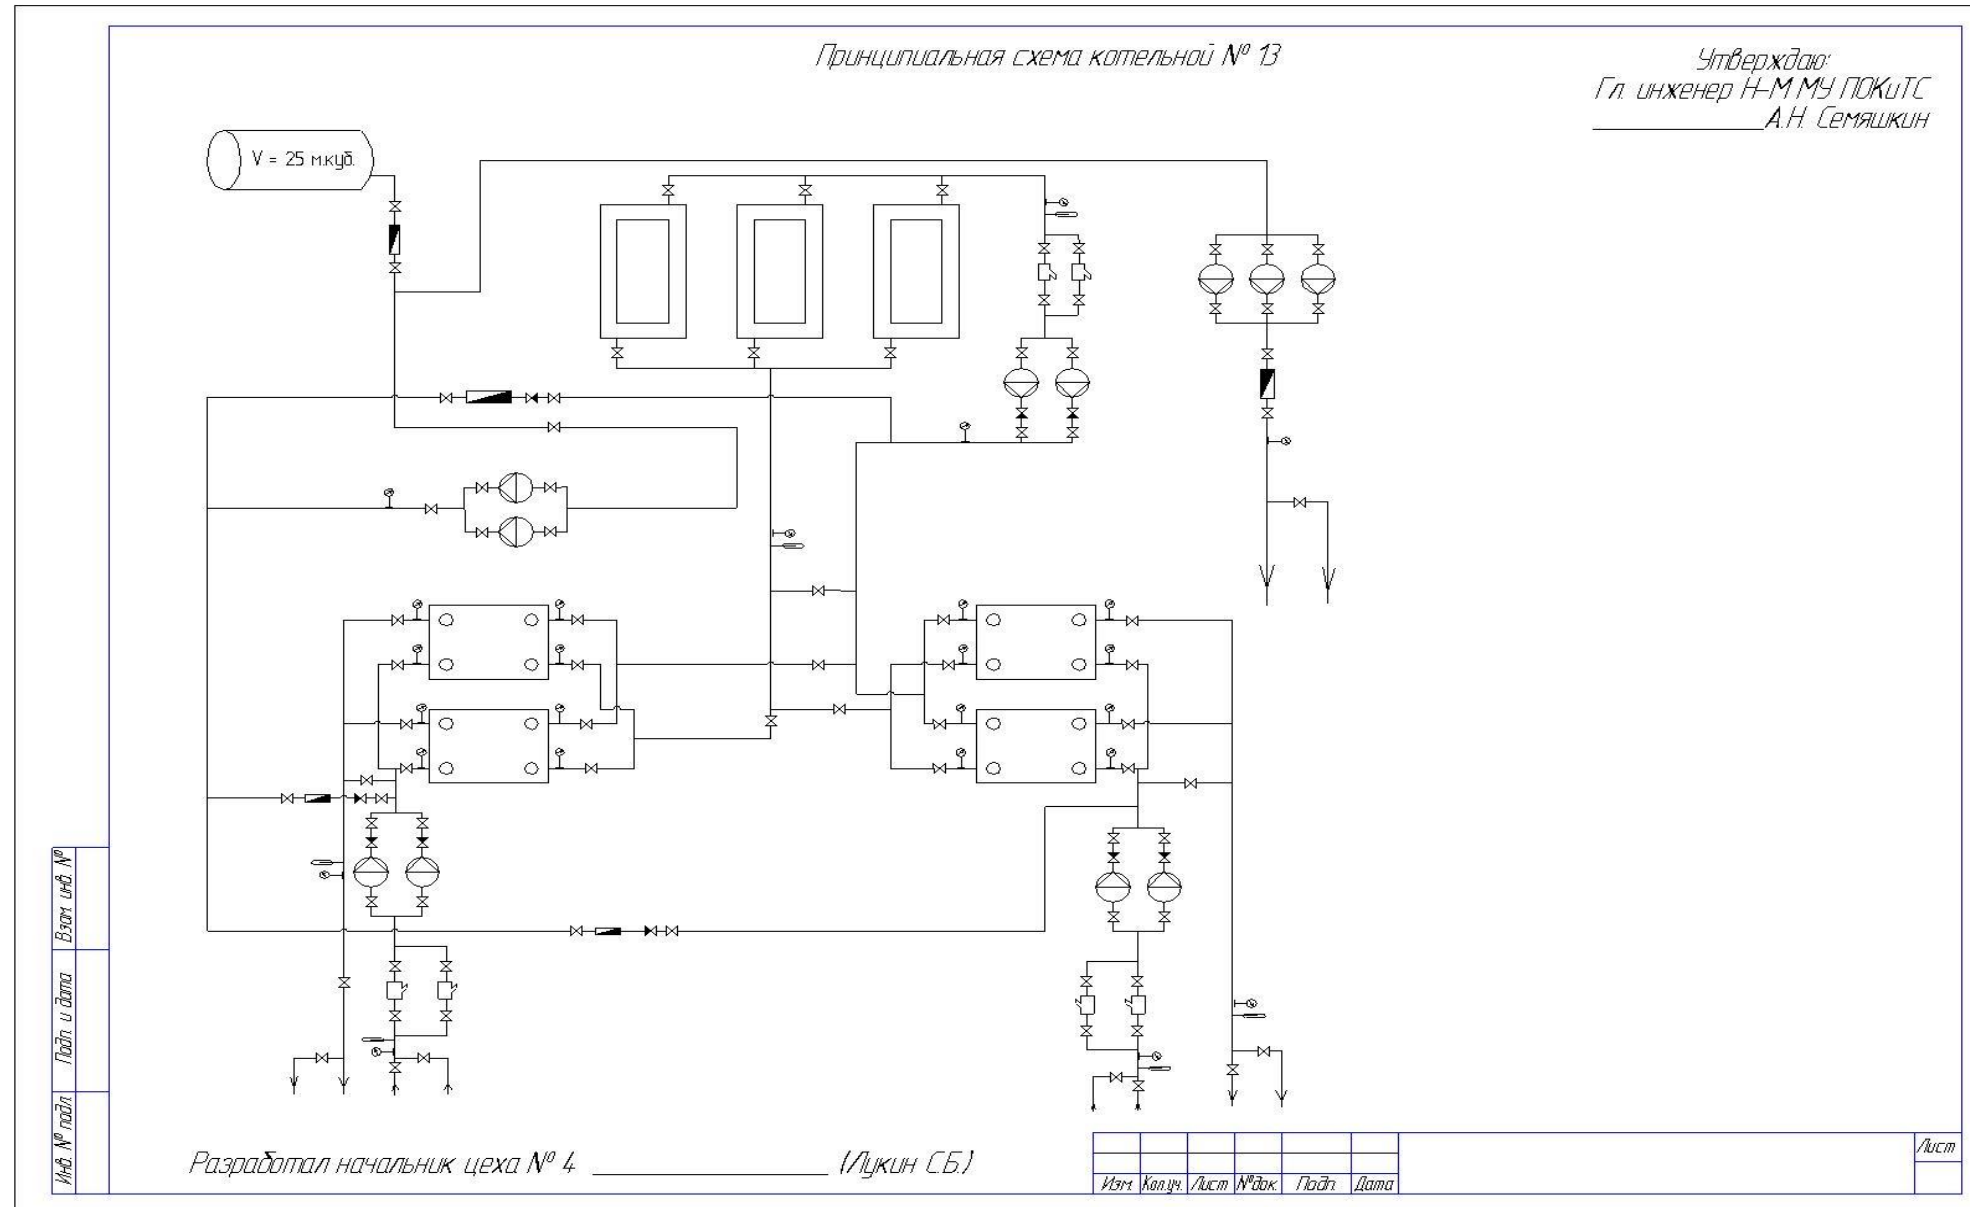 Принципиальная схема котельной № 13
Утверждаю:
Гл. инженер Н-М МУ ПОКиТС
А.Н. Семяшкин
V = 25 м.куб.
Взам. инв. №
Подп. и дата
Инв. № подл.
Разработал начальник цеха № 4 (Лукин С.Б.)
Изм. Кол.уч. Лист №док. Подп. Дата
Лист